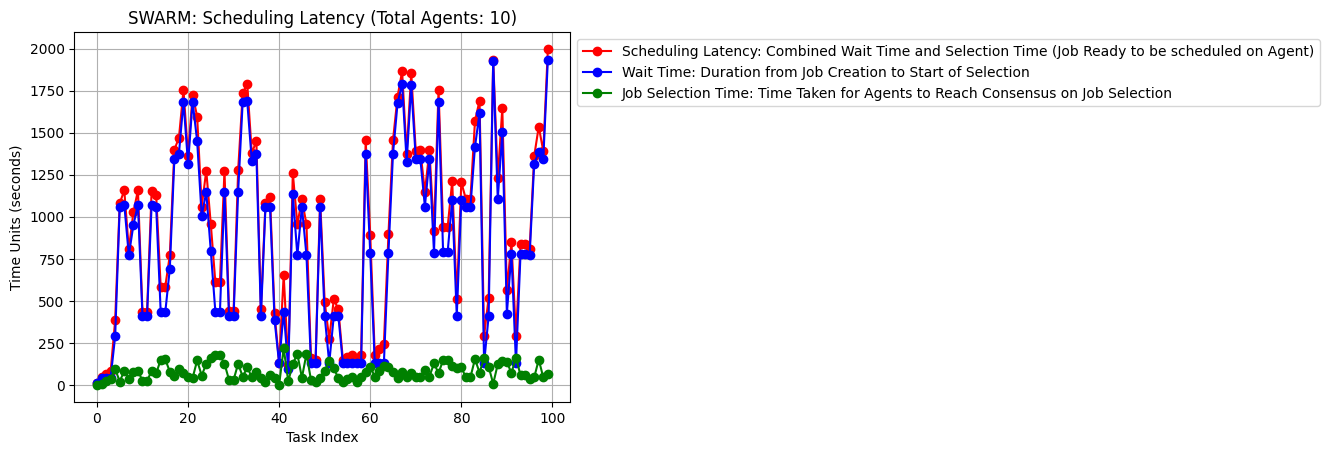 SWARM: Scheduling Latency (Total Agents: 10)
Scheduling Latency: Combined Wait Time and Selection Time (Job Ready to be scheduled on Agent)
Wait Time: Duration from Job Creation to Start of Selection
Job Selection Time: Time Taken for Agents to Reach Consensus on Job Selection
Time Units (seconds)
2000
1750
1500
1250
1000
750
500
250
0
0 20 40 60 80 100
Task Index